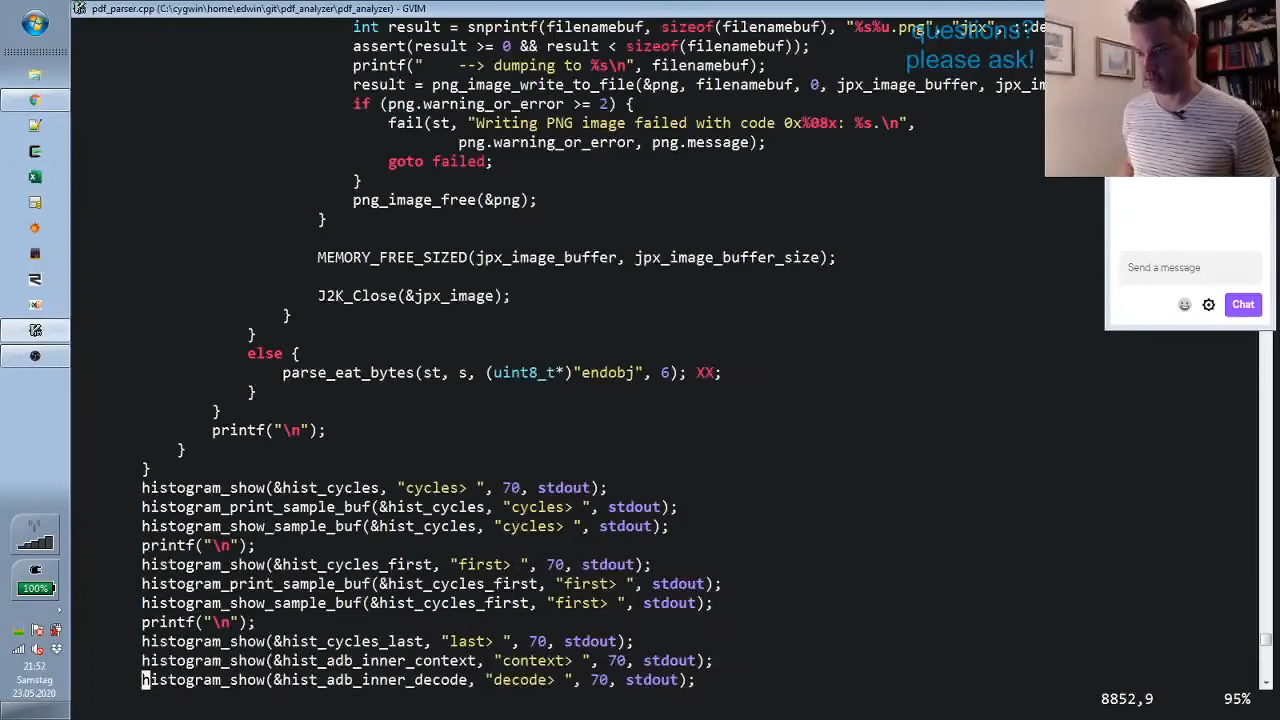 pdf_parser.cpp (C:\cygwin\home\edwin\git\pdf_analyzer\pdf_analyzer) - GVIM
int result = snprintf(filenamebuf, sizeof(filenamebuf), "%s%u.png", "jpx",
assert(result >= 0 && result < sizeof(filenamebuf));
printf("    --> dumping to %s\n", filenamebuf);
result = png_image_write_to_file(&png, filenamebuf, 0, jpx_image_buffer,
if (png.warning_or_error >= 2) {
fail(st, "Writing PNG image failed with code 0x%08x: %s.\n",
png.warning_or_error, png.message);
goto failed;
}
png_image_free(&png);
}
MEMORY_FREE_SIZED(jpx_image_buffer, jpx_image_buffer_size);
J2K_Close(&jpx_image);
}
}
else {
parse_eat_bytes(st, s, (uint8_t*)"endobj", 6); XX;
}
}
printf("\n");
}
}
histogram_show(&hist_cycles, "cycles> ", 70, stdout);
histogram_print_sample_buf(&hist_cycles, "cycles> ", stdout);
histogram_show_sample_buf(&hist_cycles, "cycles> ", stdout);
printf("\n");
histogram_show(&hist_cycles_first, "first> ", 70, stdout);
histogram_print_sample_buf(&hist_cycles_first, "first> ", stdout);
histogram_show_sample_buf(&hist_cycles_first, "first> ", stdout);
printf("\n");
histogram_show(&hist_cycles_last, "last> ", 70, stdout);
histogram_show(&hist_adb_inner_context, "context> ", 70, stdout);
histogram_show(&hist_adb_inner_decode, "decode> ", 70, stdout);
8852,9 95%
questions?
please ask!
Send a message
Chat
100%
21:52
Samstag
23.05.2020